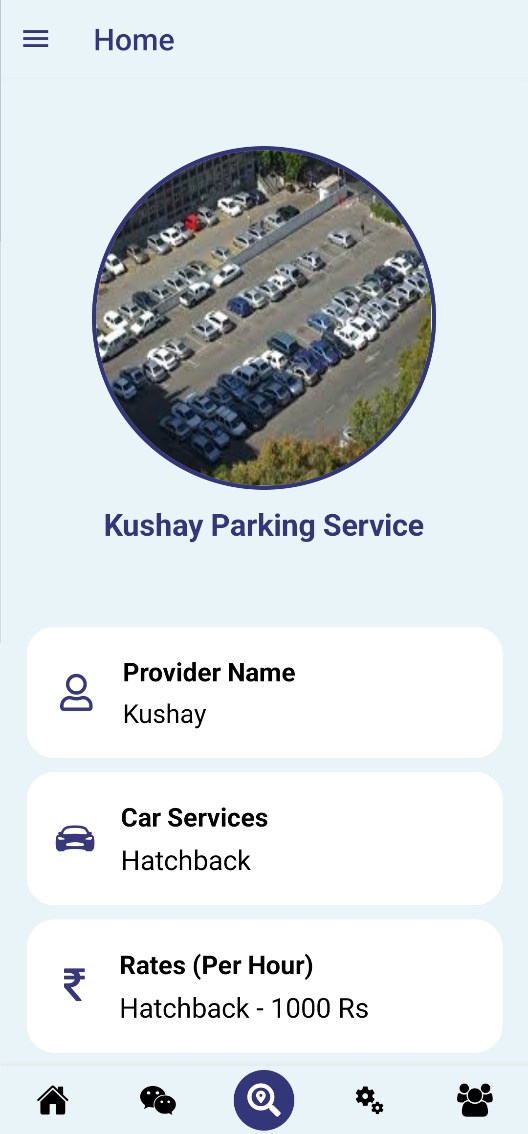 Home
Kushay Parking Service
Provider Name
Kushay
Car Services
Hatchback
Rates (Per Hour)
Hatchback - 1000 Rs